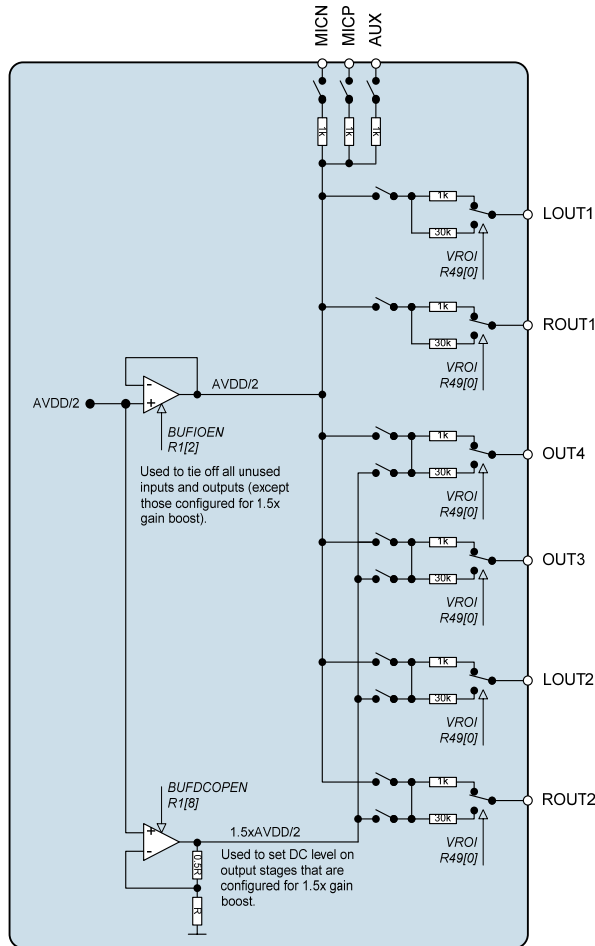 MICN
MICP
AUX
1k
1k
1k
1k
30k
LOUT1
VROI
R49[0]
1k
30k
ROUT1
VROI
R49[0]
AVDD/2
-
+
AVDD/2
BUFIOEN
R1[2]
Used to tie off all unused
inputs and outputs (except
those configured for 1.5x
gain boost).
1k
30k
OUT4
VROI
R49[0]
1k
30k
OUT3
VROI
R49[0]
1k
30k
LOUT2
VROI
R49[0]
BUFDCOPEN
R1[8]
1k
30k
ROUT2
VROI
R49[0]
+
-
1.5xAVDD/2
0.5R
R
Used to set DC level on
output stages that are
configured for 1.5x gain
boost.